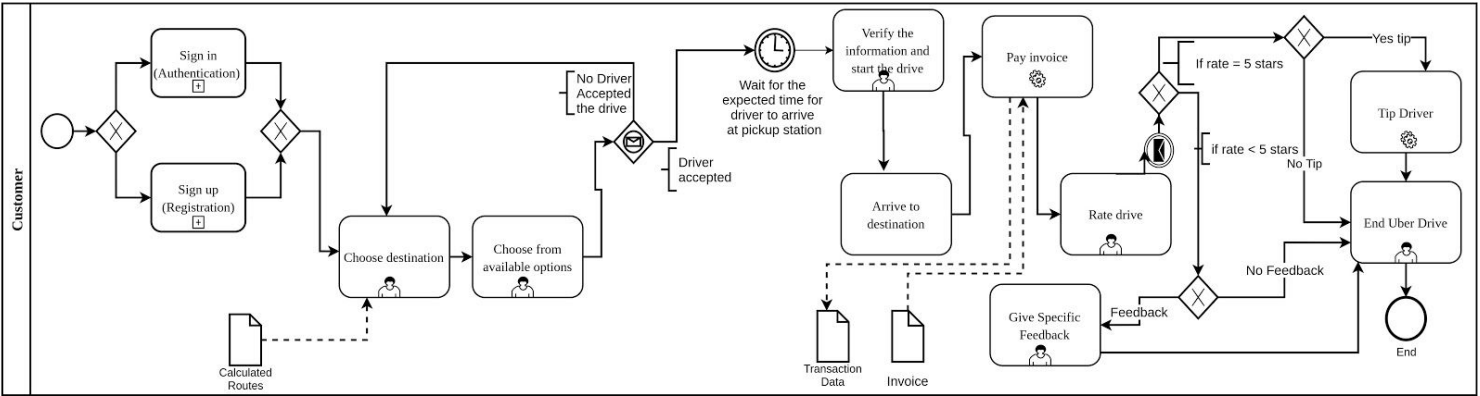 Customer
Sign in
(Authentication)
Sign up
(Registration)
Calculated
Routes
Choose destination
Choose from
available options
No Driver
Accepted
the drive
Driver
accepted
Wait for the
expected time for
driver to arrive
at pickup station
Verify the
information and
start the drive
Arrive to
destination
Pay invoice
Transaction
Data
Invoice
Rate drive
If rate = 5 stars
if rate < 5 stars
Yes tip
No Tip
Tip Driver
No Feedback
Feedback
Give Specific
Feedback
End Uber Drive
End